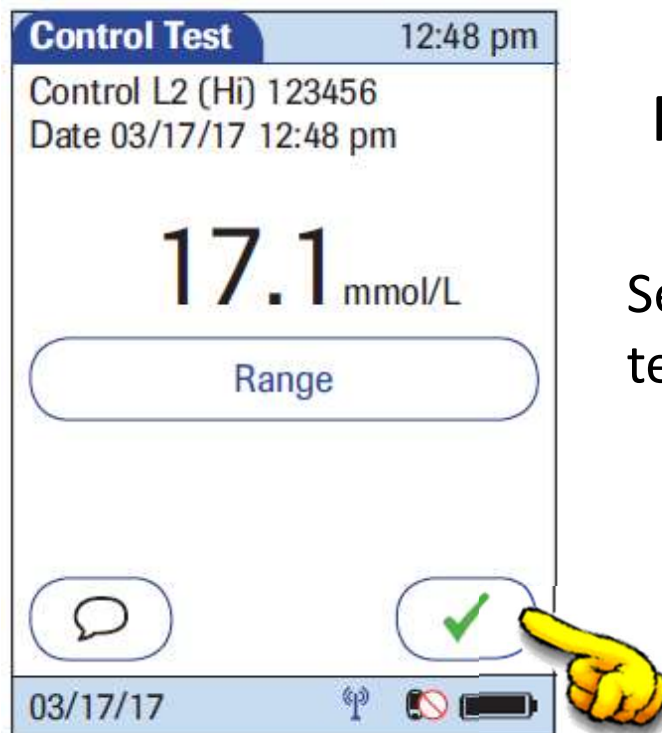 Control Test 12:48 pm
Control L2 (Hi) 123456
Date 03/17/17 12:48 pm
17.1 mmol/L
Range
03/17/17